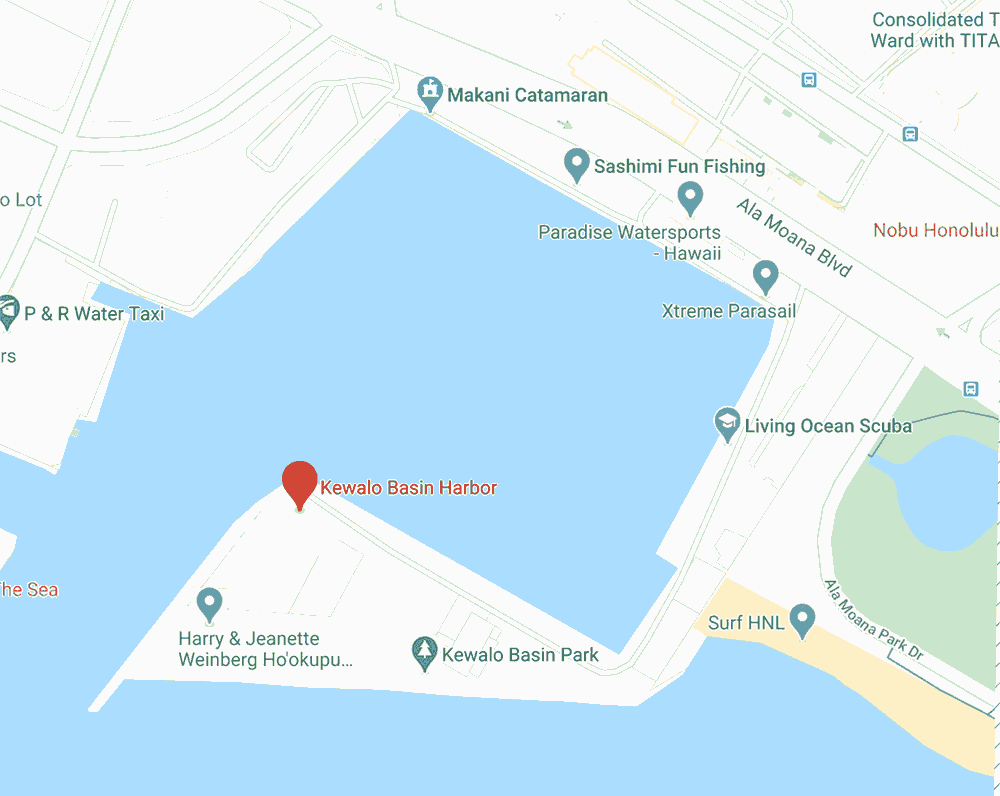 Consolidated T
Ward with TITA
Makani Catamaran
Sashimi Fun Fishing
o Lot
Ala Moana Blvd
Paradise Watersports
- Hawaii
Nobu Honolulu
P & R Water Taxi
Xtreme Parasail
rs
Living Ocean Scuba
Kewalo Basin Harbor
The Sea
Harry & Jeanette
Weinberg Ho'okupu...
Kewalo Basin Park
Surf HNL
Ala Moana Park Dr